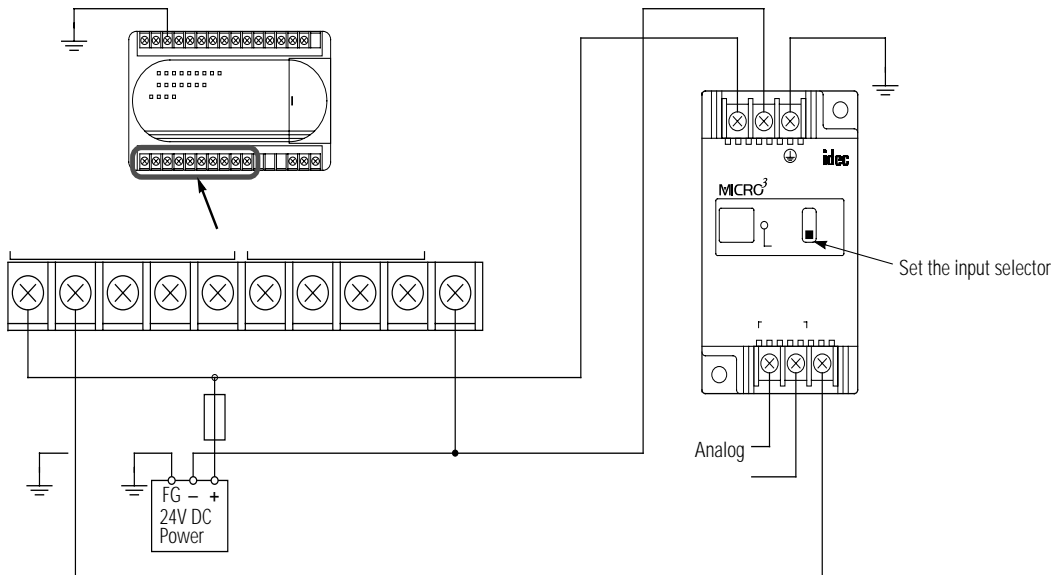 idec
MICRO³
Set the input selector
Analog
FG – +
24V DC
Power